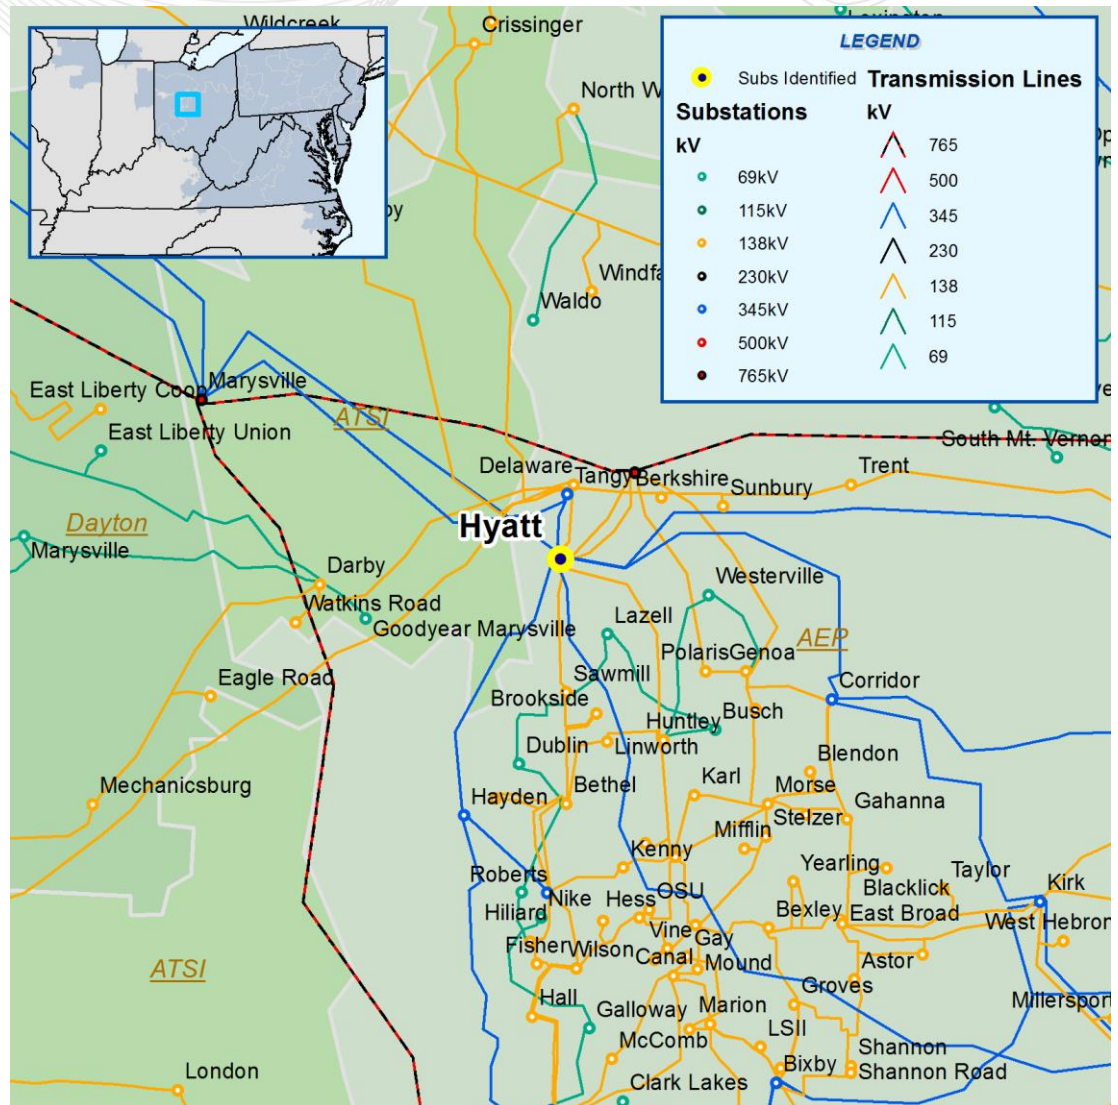 Wildcreek
Crissinger
Lexington
North W
LEGEND
Subs Identified
Transmission Lines
Substations
kV
kV
69kV
115kV
138kV
230kV
345kV
500kV
765kV
765
500
345
230
138
115
69
Windfa
Waldo
East Liberty Coop
Marysville
ATSI
East Liberty Union
South Mt. Vernon
Delaware
Tangy
Berkshire
Sunbury
Trent
Hyatt
Dayton
Marysville
Darby
Watkins Road
Goodyear Marysville
Westerville
Lazell
AEP
Polaris
Genoa
Eagle Road
Sawmill
Brookside
Corridor
Huntley
Busch
Dublin
Linworth
Blendon
Mechanicsburg
Hayden
Bethel
Karl
Morse
Gahanna
Mifflin
Stelzer
Kenny
Yearling
Taylor
Roberts
Nike
Hess
OSU
Blacklick
Kirk
Hiliard
Bexley
East Broad
West Hebron
Vine
Gay
Fisher
Wilson
Canal
Mound
Astor
ATSI
Groves
Hall
Galloway
Marion
Millersport
McComb
LSII
Shannon
Bixby
Shannon Road
London
Clark Lakes